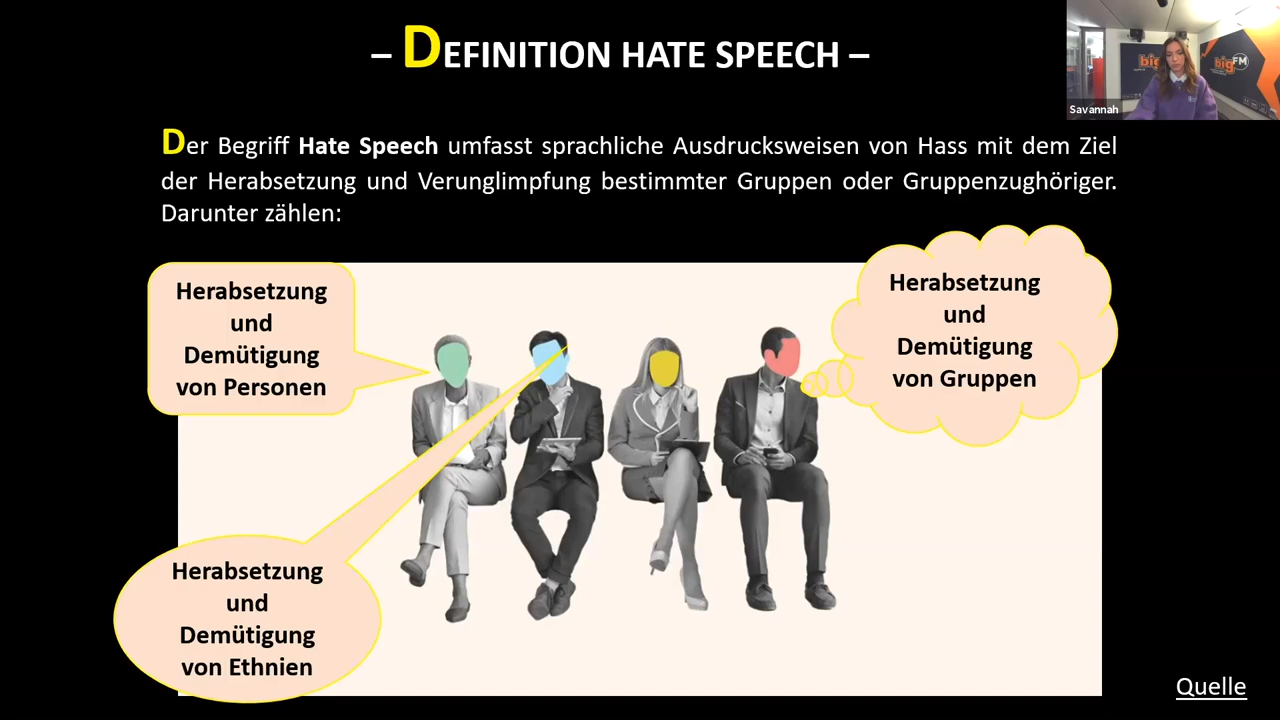 – DEFINITION HATE SPEECH –
big
bigFM
Savannah
Der Begriff Hate Speech umfasst sprachliche Ausdrucksweisen von Hass mit dem Ziel
der Herabsetzung und Verunglimpfung bestimmter Gruppen oder Gruppenzughöriger.
Darunter zählen:
Herabsetzung
und
Demütigung
von Personen
Herabsetzung
und
Demütigung
von Gruppen
Herabsetzung
und
Demütigung
von Ethnien
Quelle